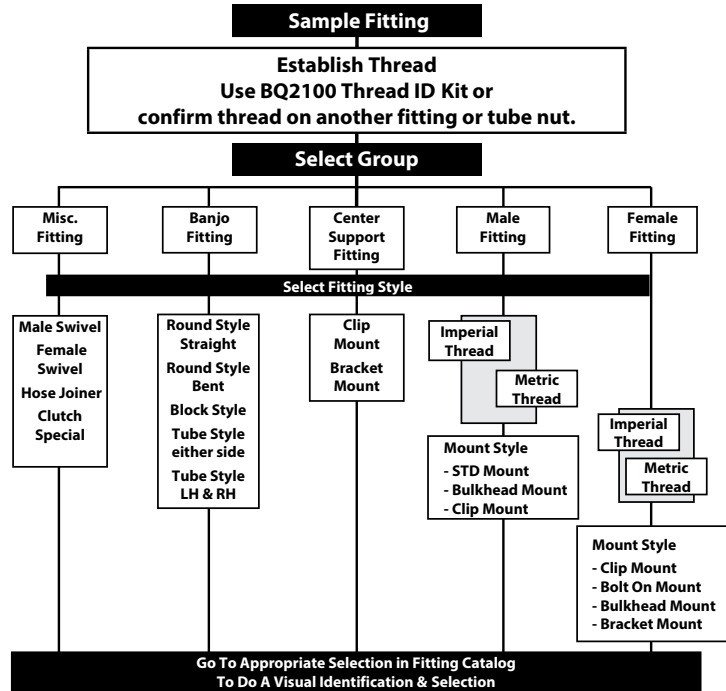 Sample Fitting
Establish Thread
Use BQ2100 Thread ID Kit or
confirm thread on another fitting or tube nut.
Select Group
Misc.
Fitting
Banjo
Fitting
Center
Support
Fitting
Male
Fitting
Female
Fitting
Select Fitting Style
Male Swivel
Female
Swivel
Hose Joiner
Clutch
Special
Round Style
Straight
Round Style
Bent
Block Style
Tube Style
either side
Tube Style
LH & RH
Clip
Mount
Bracket
Mount
Imperial
Thread
Metric
Thread
Mount Style
- STD Mount
- Bulkhead Mount
- Clip Mount
Imperial
Thread
Metric
Thread
Mount Style
- Clip Mount
- Bolt On Mount
- Bulkhead Mount
- Bracket Mount
Go To Appropriate Selection in Fitting Catalog
To Do A Visual Identification & Selection